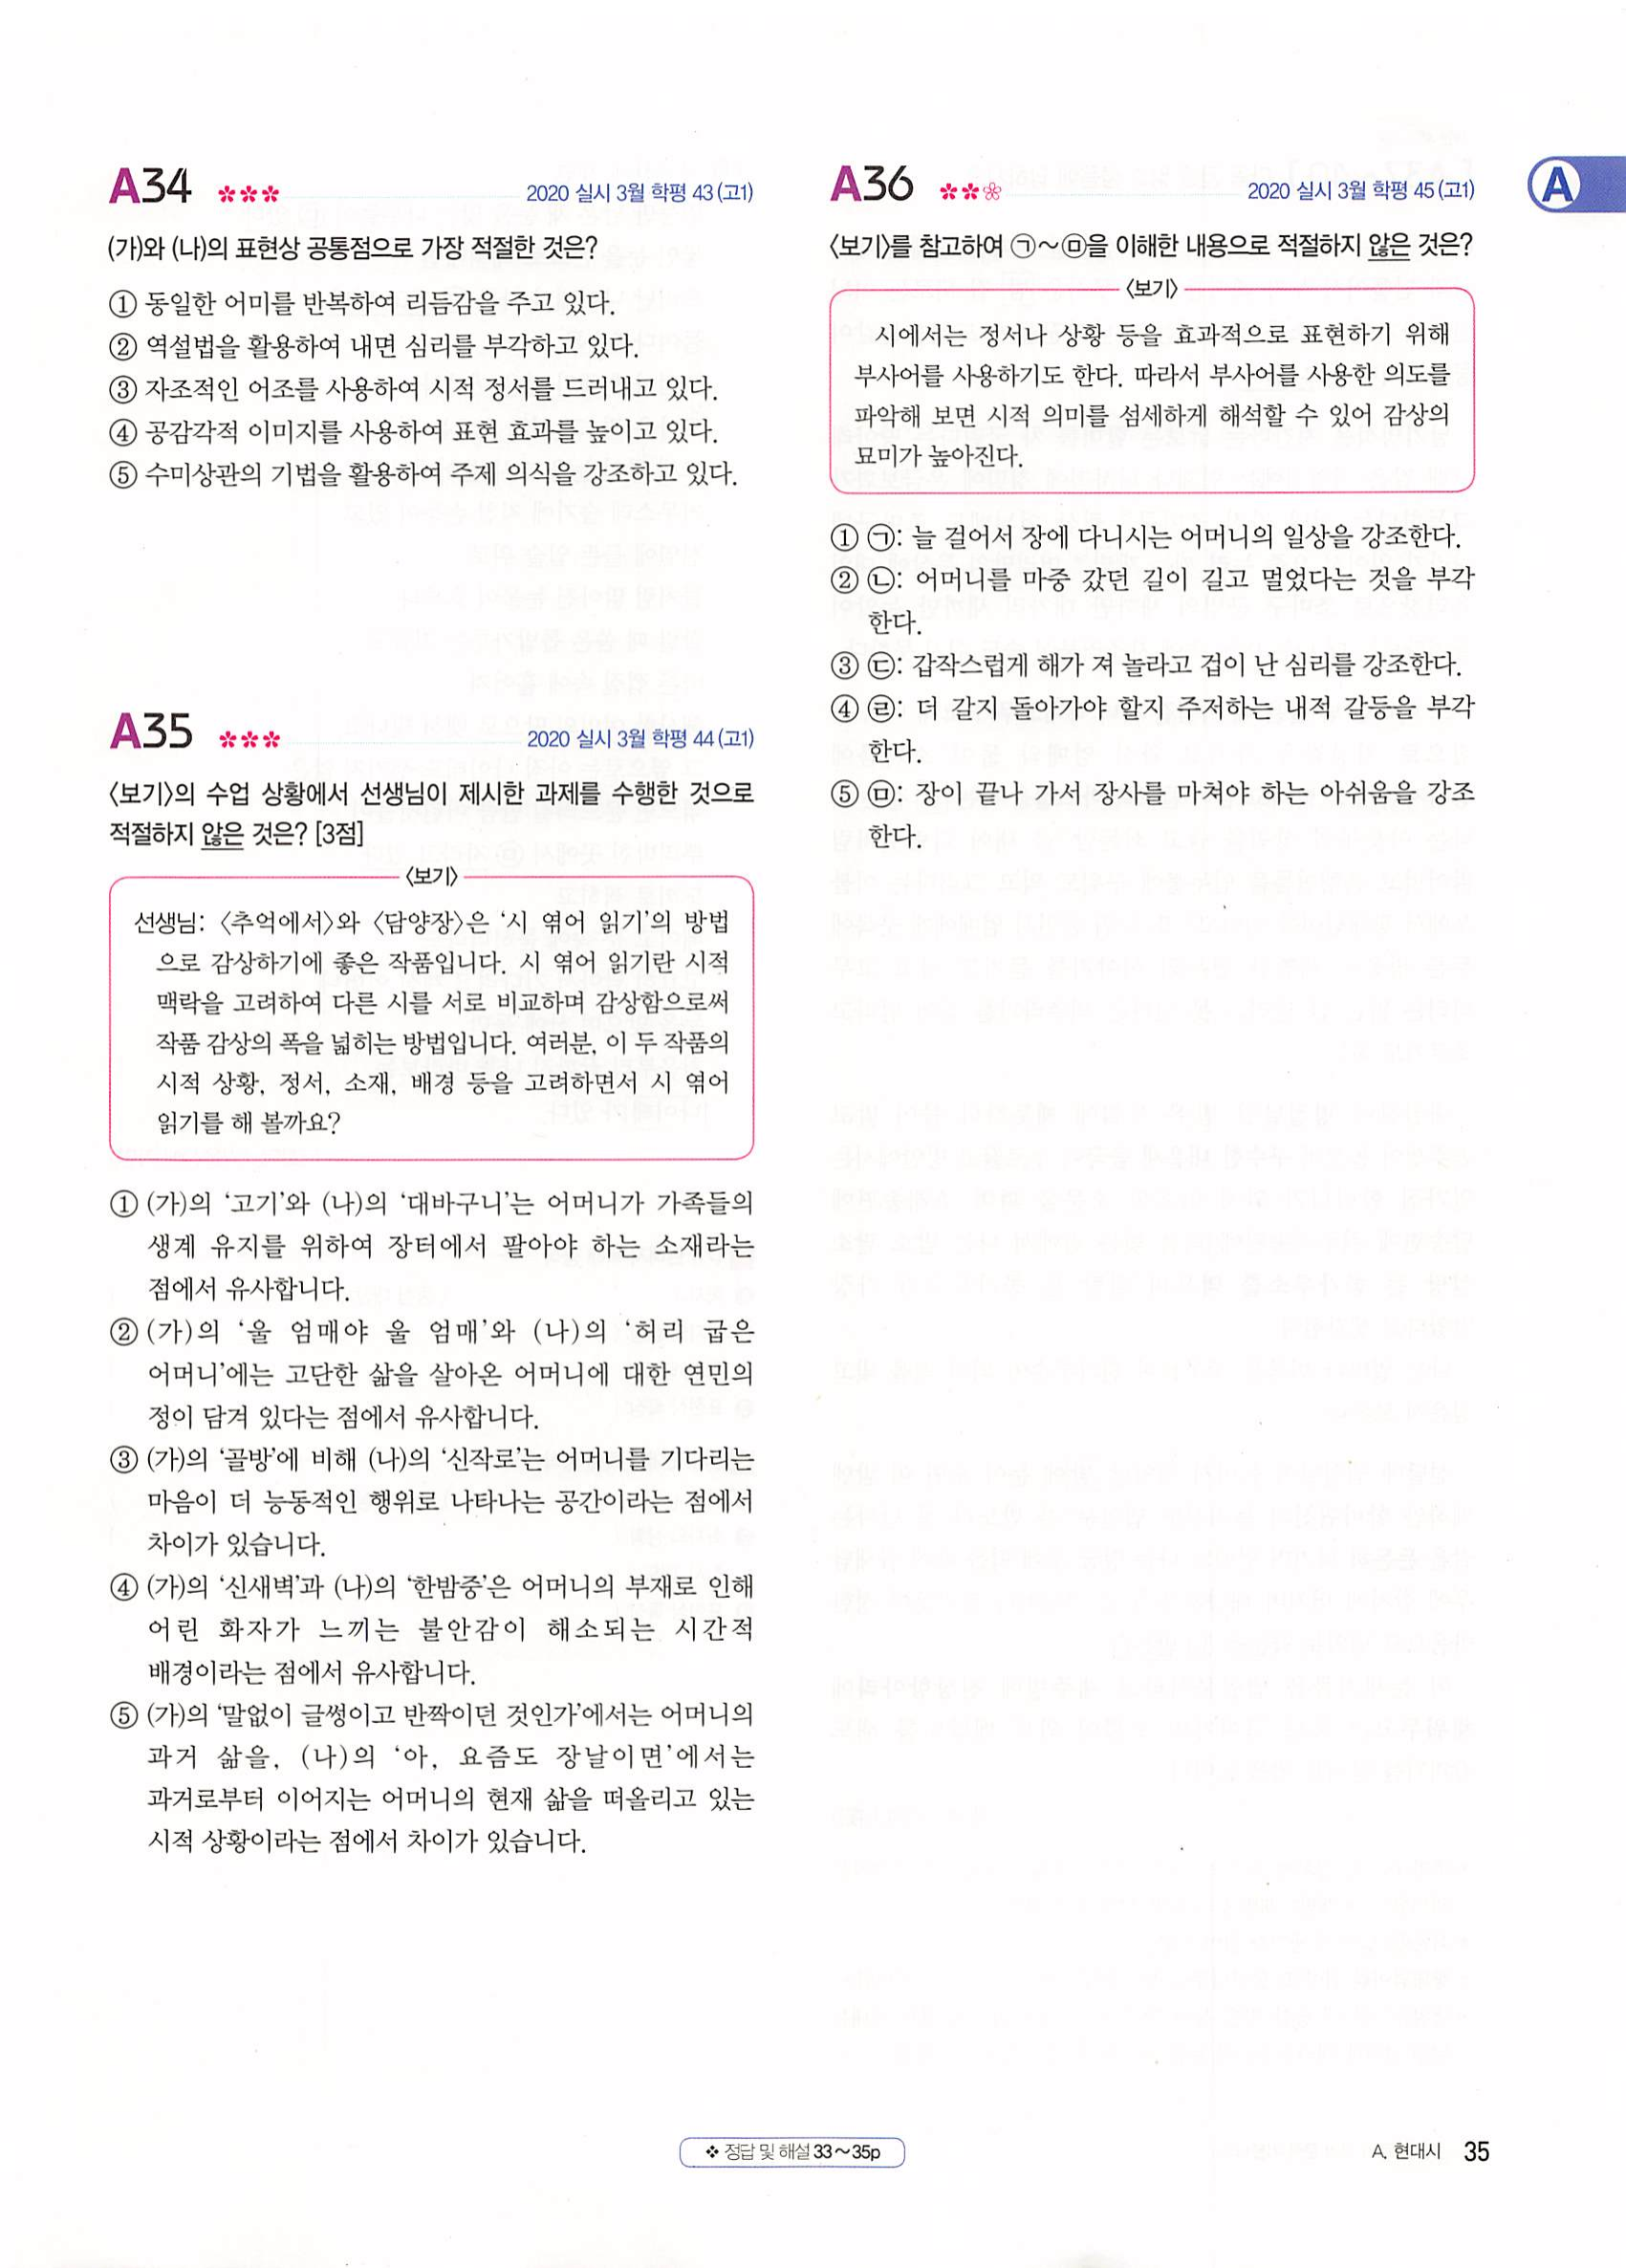 A34 ✽✽✽ 2020 실시 3월 학평 43(고1)
(가)와 (나)의 표현상 공통점으로 가장 적절한 것은?
① 동일한 어미를 반복하여 리듬감을 주고 있다.
② 역설법을 활용하여 내면 심리를 부각하고 있다.
③ 자조적인 어조를 사용하여 시적 정서를 드러내고 있다.
④ 공감각적 이미지를 사용하여 표현 효과를 높이고 있다.
⑤ 수미상관의 기법을 활용하여 주제 의식을 강조하고 있다.
A35 ✽✽✽ 2020 실시 3월 학평 44(고1)
<보기>의 수업 상황에서 선생님이 제시한 과제를 수행한 것으로
적절하지 않은 것은? [3점]
<보기>
선생님: <추억에서>와 <담양장>은 ‘시 엮어 읽기’의 방법
으로 감상하기에 좋은 작품입니다. 시 엮어 읽기란 시적
맥락을 고려하여 다른 시를 서로 비교하며 감상함으로써
작품 감상의 폭을 넓히는 방법입니다. 여러분, 이 두 작품의
시적 상황, 정서, 소재, 배경 등을 고려하면서 시 엮어
읽기를 해 볼까요?
① (가)의 ‘고기’와 (나)의 ‘대바구니’는 어머니가 가족들의
생계 유지를 위하여 장터에서 팔아야 하는 소재라는
점에서 유사합니다.
② (가)의 ‘울 엄매야 울 엄매’와 (나)의 ‘허리 굽은
어머니’에는 고단한 삶을 살아온 어머니에 대한 연민의
정이 담겨 있다는 점에서 유사합니다.
③ (가)의 ‘골방’에 비해 (나)의 ‘신작로’는 어머니를 기다리는
마음이 더 능동적인 행위로 나타나는 공간이라는 점에서
차이가 있습니다.
④ (가)의 ‘신새벽’과 (나)의 ‘한밤중’은 어머니의 부재로 인해
어린 화자가 느끼는 불안감이 해소되는 시간적
배경이라는 점에서 유사합니다.
⑤ (가)의 ‘말없이 글썽이고 반짝이던 것인가’에서는 어머니의
과거 삶을, (나)의 ‘아, 요즘도 장날이면’에서는
과거로부터 이어지는 어머니의 현재 삶을 떠올리고 있는
시적 상황이라는 점에서 차이가 있습니다.
A36 ✽✽❀ 2020 실시 3월 학평 45(고1)
<보기>를 참고하여 ㉠~㉤을 이해한 내용으로 적절하지 않은 것은?
<보기>
시에서는 정서나 상황 등을 효과적으로 표현하기 위해
부사어를 사용하기도 한다. 따라서 부사어를 사용한 의도를
파악해 보면 시적 의미를 섬세하게 해석할 수 있어 감상의
묘미가 높아진다.
① ㉠: 늘 걸어서 장에 다니시는 어머니의 일상을 강조한다.
② ㉡: 어머니를 마중 갔던 길이 길고 멀었다는 것을 부각
한다.
③ ㉢: 갑작스럽게 해가 져 놀라고 겁이 난 심리를 강조한다.
④ ㉣: 더 갈지 돌아가야 할지 주저하는 내적 갈등을 부각
한다.
⑤ ㉤: 장이 끝나 가서 장사를 마쳐야 하는 아쉬움을 강조
한다.
A
❖ 정답 및 해설 33~35p
A. 현대시 35